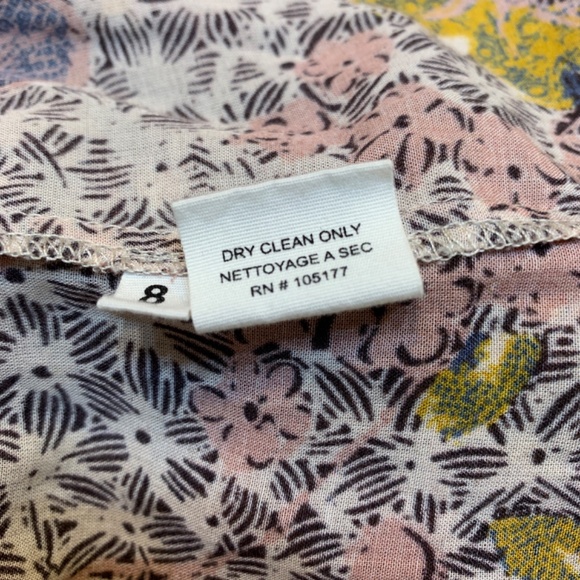 DRY CLEAN ONLY
NETTOYAGE A SEC
RN # 105177
8